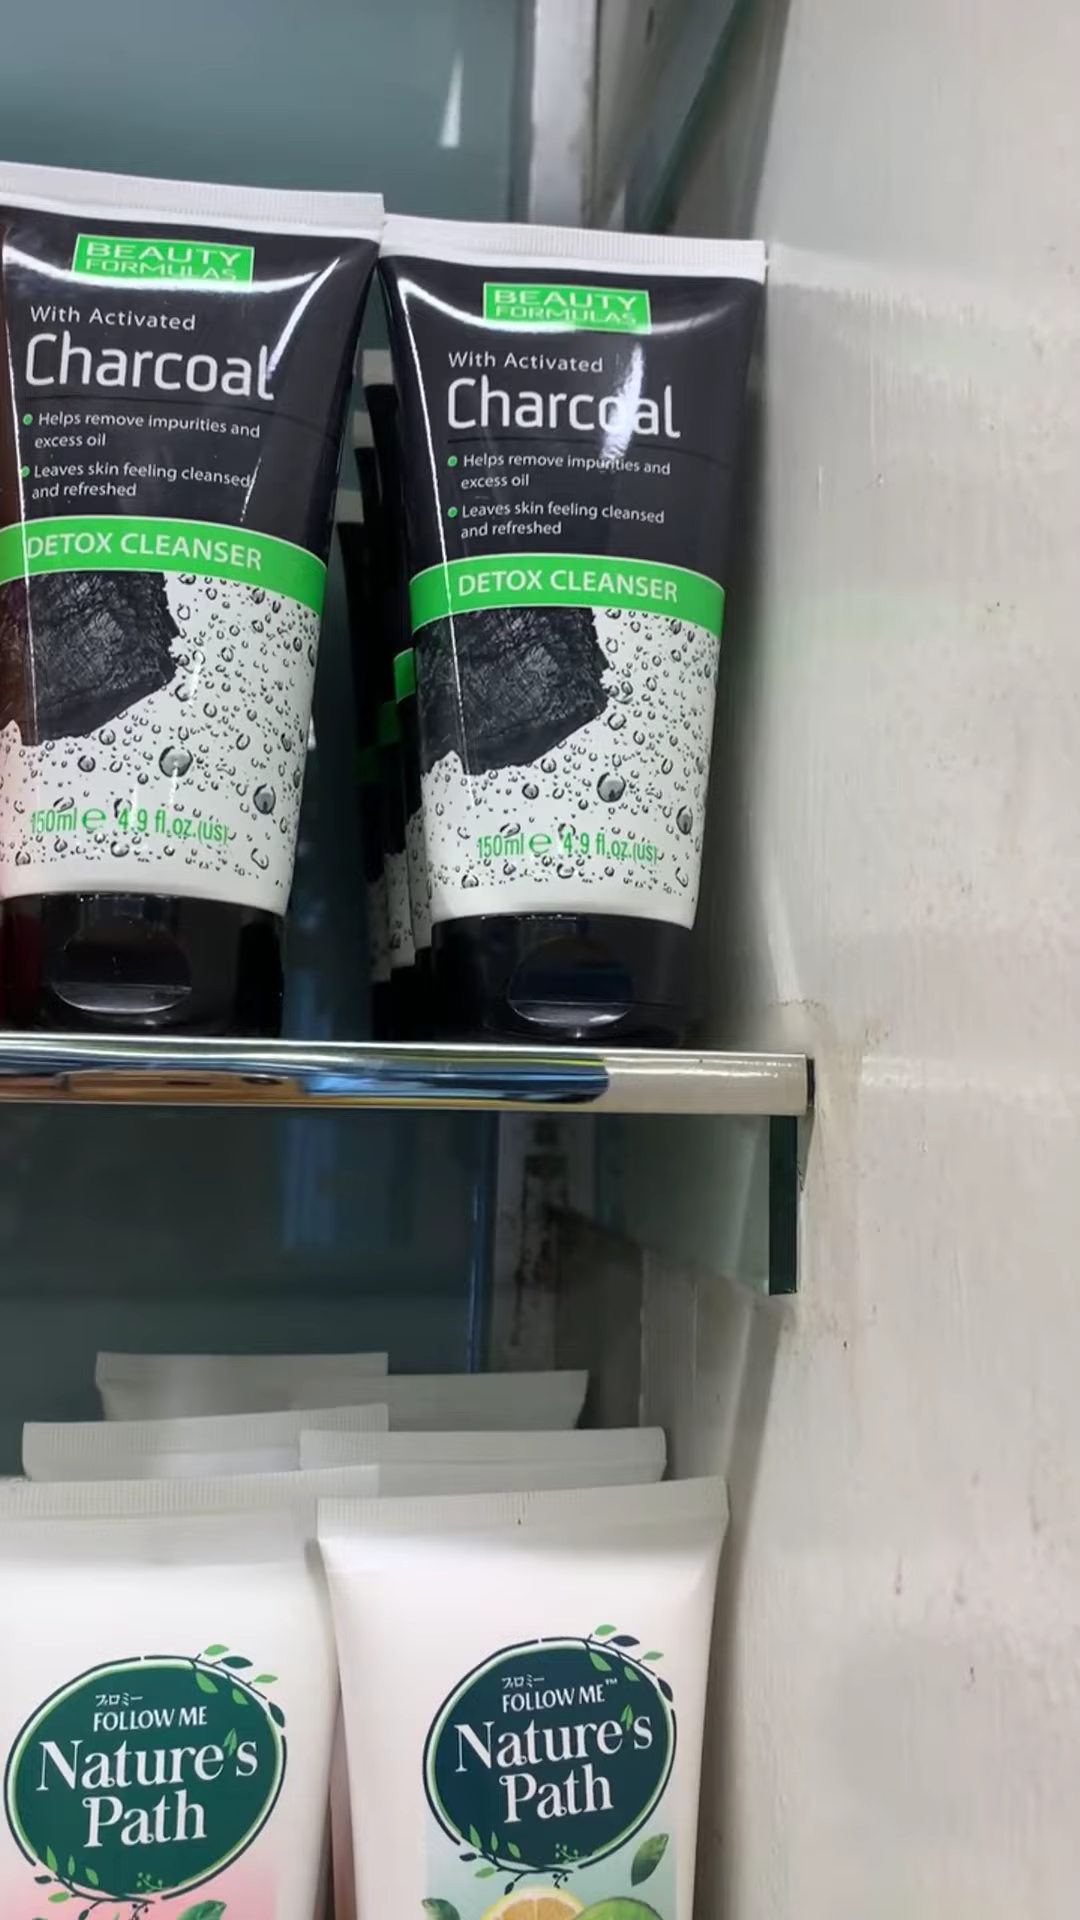 BEAUTY
FORMULAS
With Activated
Charcoal
Helps remove impurities and
excess oil
Leaves skin feeling cleansed
and refreshed
DETOX CLEANSER
150ml e 4.9 fl.oz.(us)
BEAUTY
FORMULAS
With Activated
Charcoal
Helps remove impurities and
excess oil
Leaves skin feeling cleansed
and refreshed
DETOX CLEANSER
150ml e 4.9 fl.oz.(us)
フロミー
FOLLOW ME
Nature's
Path
フロミー
FOLLOW ME™
Nature's
Path